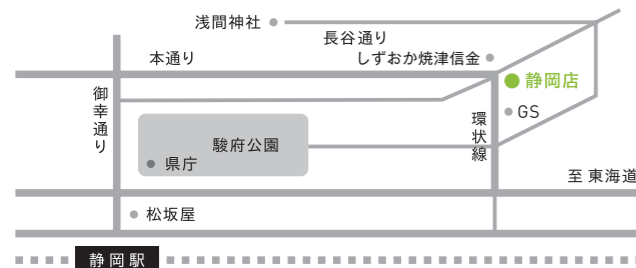 浅間神社
長谷通り
本通り
しずおか焼津信金
静岡店
御幸通り
GS
環状線
駿府公園
県庁
至 東海道
松坂屋
静岡駅